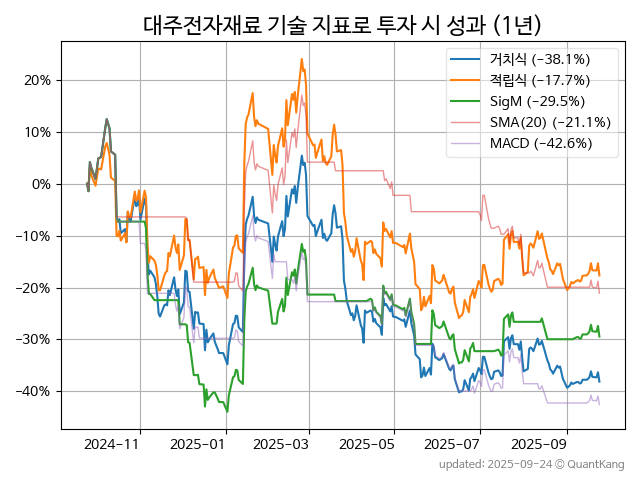 대주전자재료 기술 지표로 투자 시 성과 (1년)
거치식 (−38.1%)
적립식 (−17.7%)
SigM (−29.5%)
SMA(20) (−21.1%)
MACD (−42.6%)
20%
10%
0%
−10%
−20%
−30%
−40%
2024-11 2025-01 2025-03 2025-05 2025-07 2025-09
updated: 2025-09-24 © QuantKang